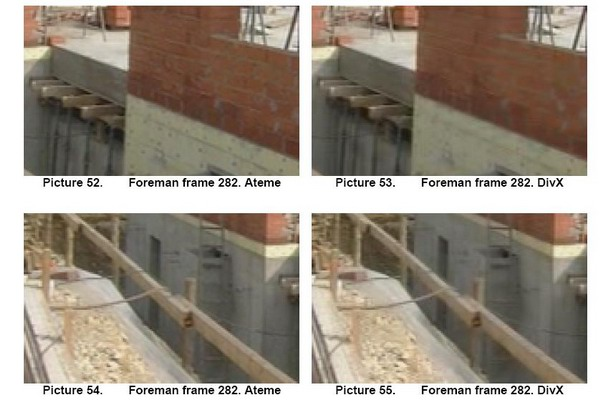 Picture 52. Foreman frame 282. Ateme
Picture 53. Foreman frame 282. DivX
Picture 54. Foreman frame 282. Ateme
Picture 55. Foreman frame 282. DivX